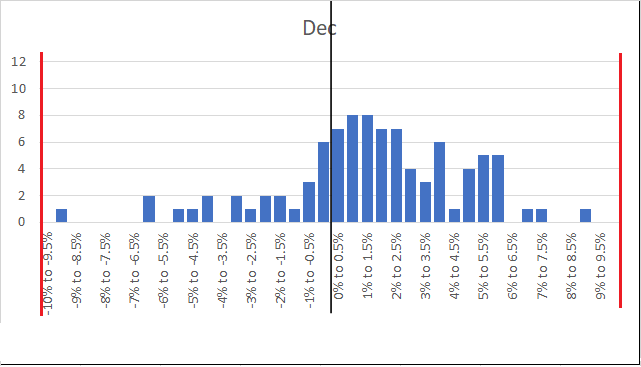 Dec
12
10
8
6
4
2
0
-10% to -9.5%
-9% to -8.5%
-8% to -7.5%
-7% to -6.5%
-6% to -5.5%
-5% to -4.5%
-4% to -3.5%
-3% to -2.5%
-2% to -1.5%
-1% to -0.5%
0% to 0.5%
1% to 1.5%
2% to 2.5%
3% to 3.5%
4% to 4.5%
5% to 5.5%
6% to 6.5%
7% to 7.5%
8% to 8.5%
9% to 9.5%